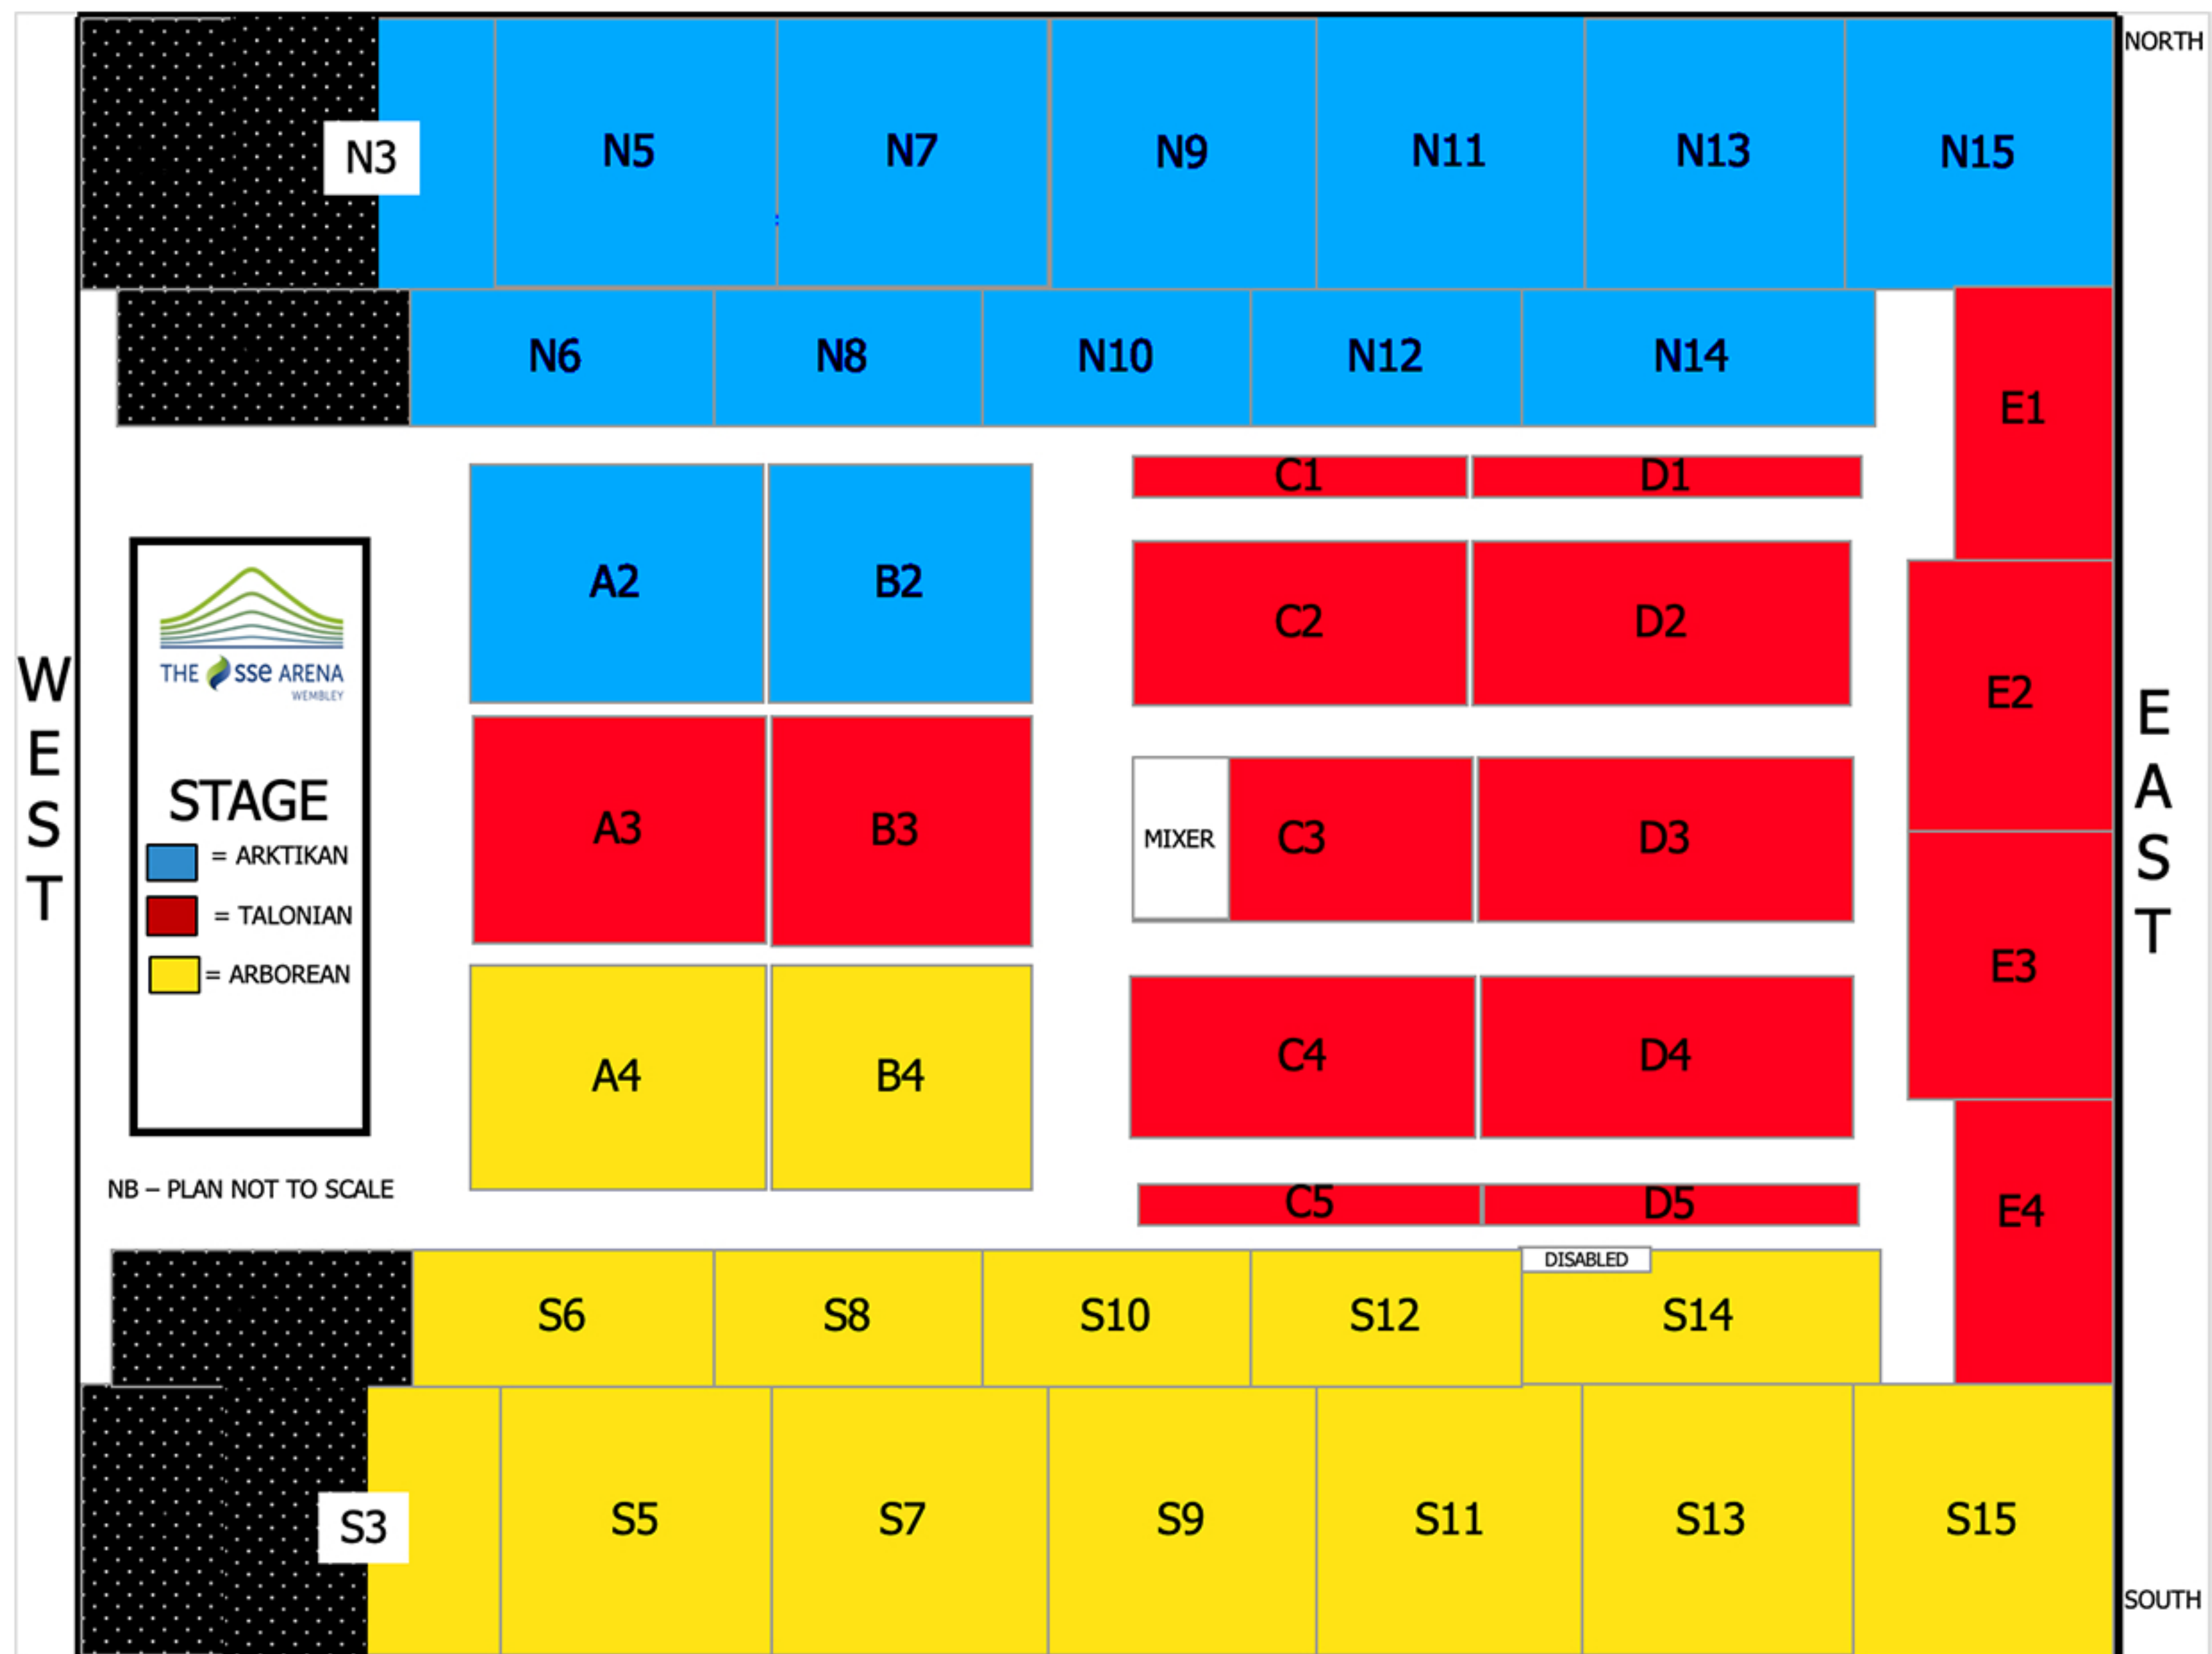 NORTH
N3
N5
N7
N9
N11
N13
N15
N6
N8
N10
N12
N14
E1
C1
D1
A2
B2
C2
D2
E2
WEST
THE sse ARENA
WEMBLEY
STAGE
= ARKTIKAN
= TALONIAN
= ARBOREAN
A3
B3
MIXER
C3
D3
E3
EAST
A4
B4
C4
D4
NB – PLAN NOT TO SCALE
C5
D5
E4
DISABLED
S6
S8
S10
S12
S14
S3
S5
S7
S9
S11
S13
S15
SOUTH